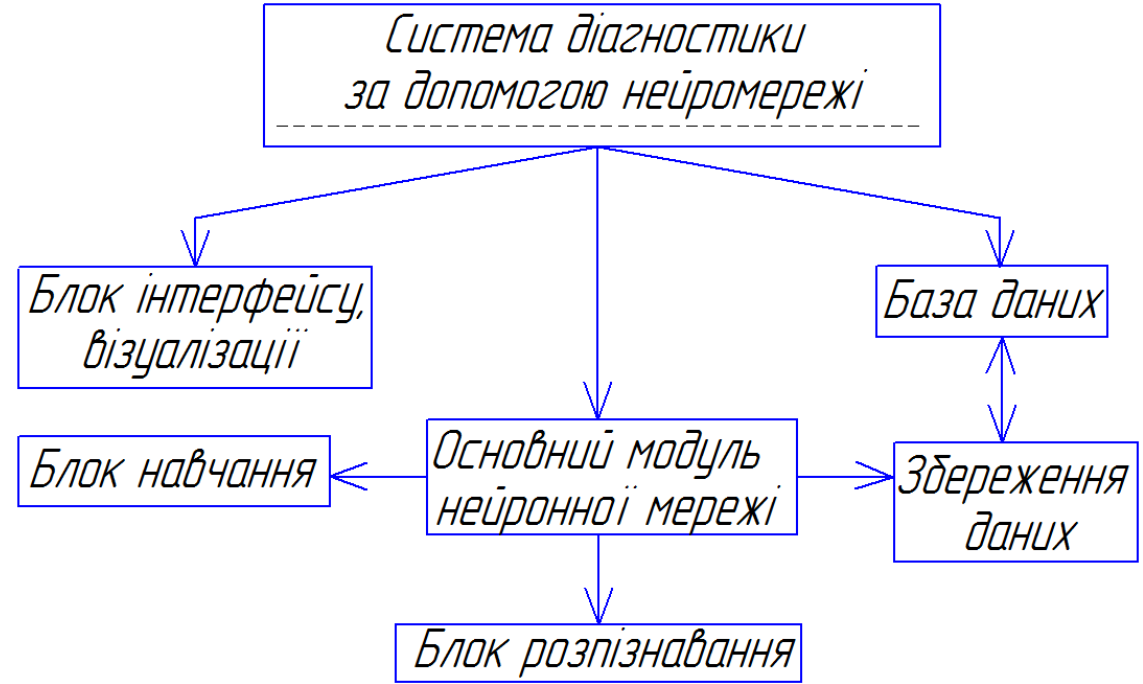 Система діагностики
за допомогою нейромережі
Блок інтерфейсу,
візуалізації
База даних
Блок навчання
Основний модуль
нейронної мережі
Збереження
даних
Блок розпізнавання